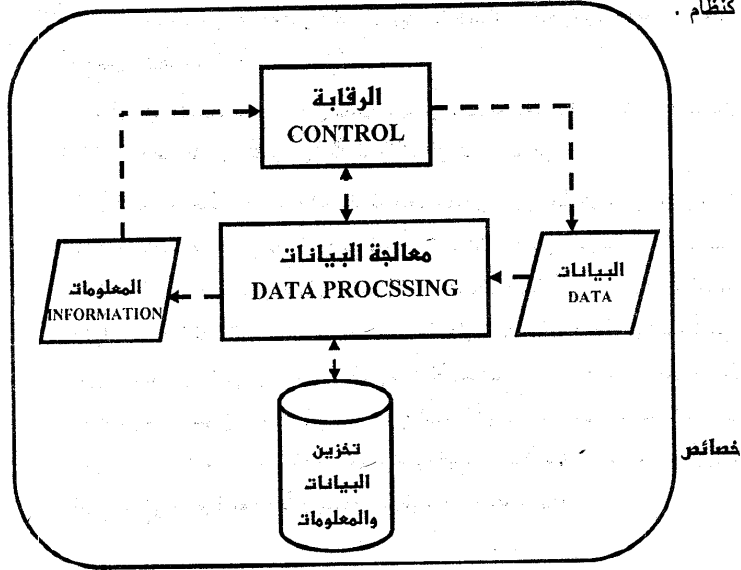 كنظام .
الرقابة
CONTROL
معالجة البيانات
DATA PROCSSING
البيانات
DATA
المعلومات
INFORMATION
تخزين
البيانات
والمعلومات
خصائص